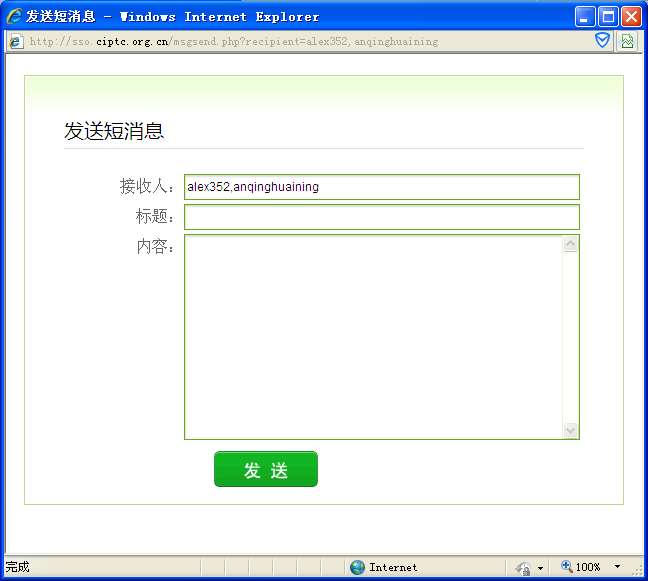 发送短消息 - Windows Internet Explorer
http://sso.ciptc.org.cn/msgsend.php?recipient=alex352,anqinghuaining
发送短消息
接收人： alex352,anqinghuaining
标题：
内容：
发 送
完成 Internet 100%